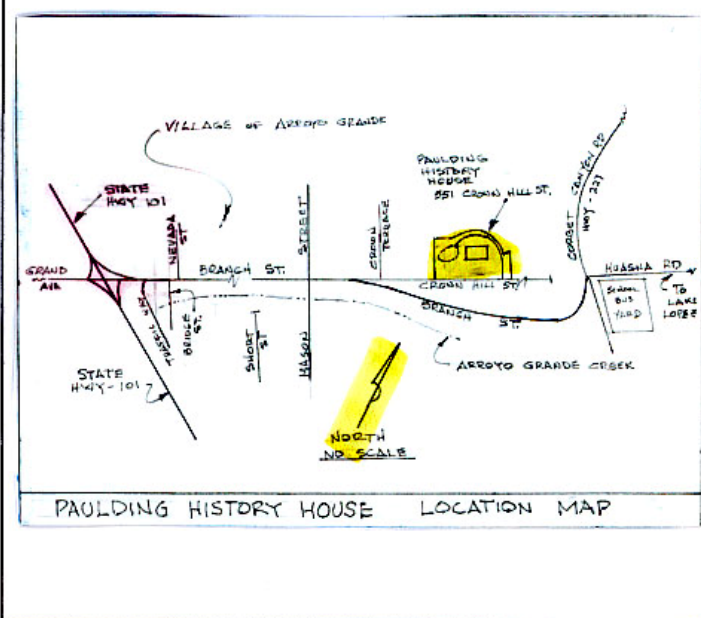 VILLAGE OF ARROYO GRANDE
STATE
HWY 101
NEVADA
ST
STREET
CROWN
TERRACE
PAULDING
HISTORY
HOUSE
551 CROWN HILL ST.
CORBET CANYON RD
HWY - 227
GRAND
AVE
BRANCH ST.
CROWN HILL ST.
HUASNA RD
TO
LAKE
LOPEZ
SCHOOL
BUS
YARD
TRAFFIC WAY
BRIDGE
ST.
SHORT
ST
MASON
BRANCH ST.
ARROYO GRANDE CREEK
STATE
HWY-101
NORTH
NO SCALE
PAULDING HISTORY HOUSE LOCATION MAP